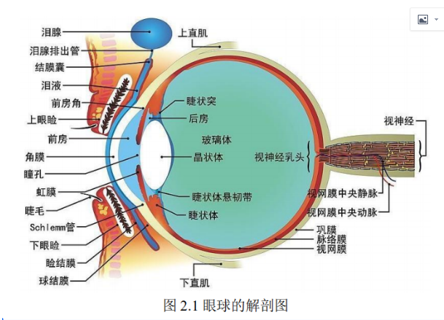 泪腺
泪腺排出管
结膜囊
泪液
前房角
上眼睑
前房
角膜
瞳孔
虹膜
睫毛
Schlemm管
下眼睑
睑结膜
球结膜
上直肌
睫状突
后房
玻璃体
晶状体
视神经乳头
睫状体悬韧带
睫状体
下直肌
视神经
视网膜中央静脉
视网膜中央动脉
巩膜
脉络膜
视网膜
图 2.1 眼球的解剖图